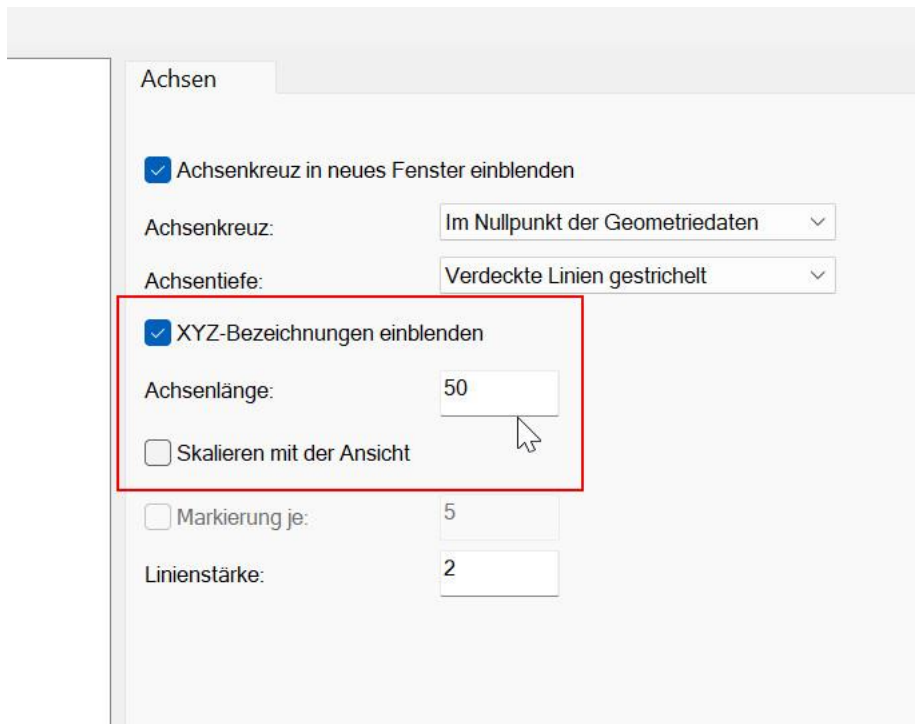 Achsen
Achsenkreuz in neues Fenster einblenden
Achsenkreuz: Im Nullpunkt der Geometriedaten
Achsentiefe: Verdeckte Linien gestrichelt
XYZ-Bezeichnungen einblenden
Achsenlänge: 50
Skalieren mit der Ansicht
Markierung je: 5
Linienstärke: 2